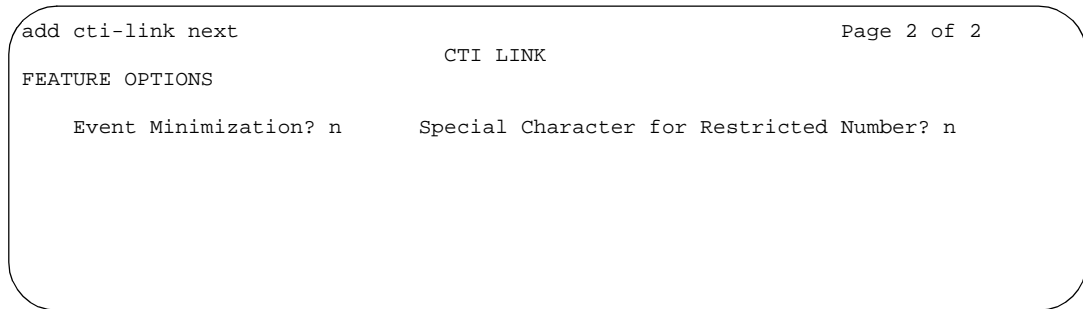 add cti-link next Page 2 of 2
CTI LINK
FEATURE OPTIONS
Event Minimization? n Special Character for Restricted Number? n